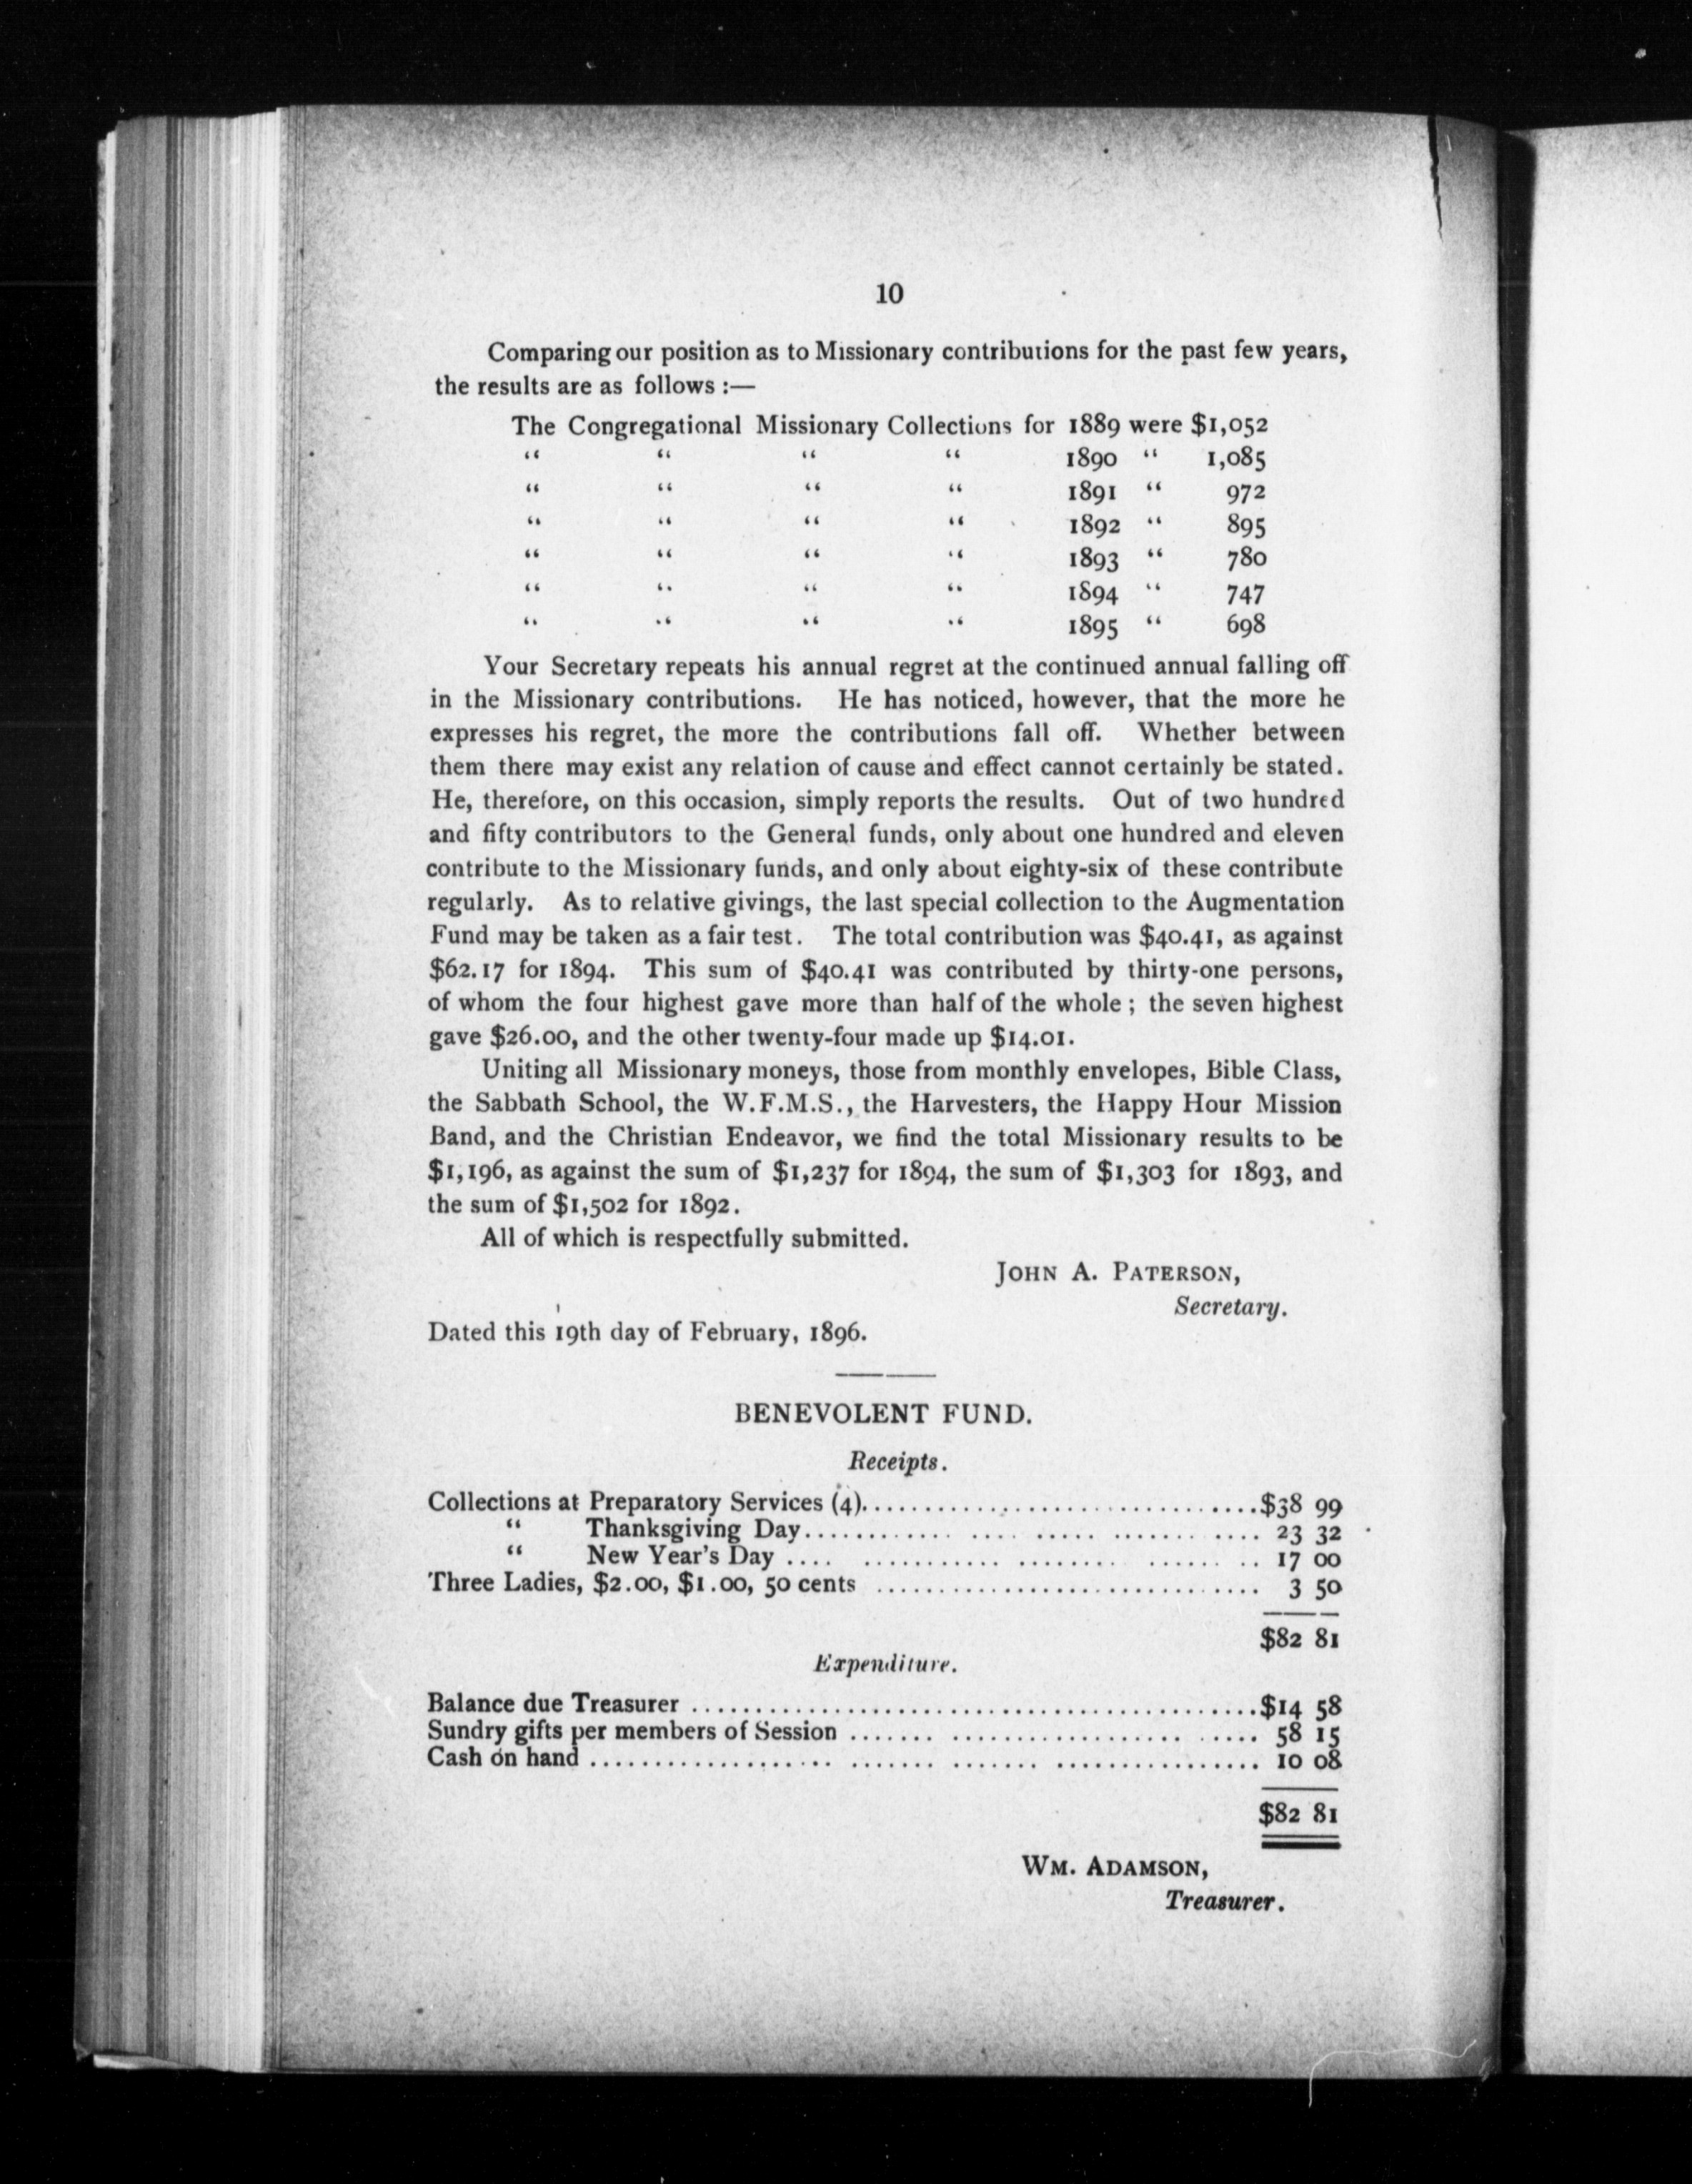 10
Comparing our position as to Missionary contributions for the past few years,
the results are as follows :—
The Congregational Missionary Collections for 1889 were $1,052
“ “ “ “ 1890 “ 1,085
“ “ “ “ 1891 “ 972
“ “ “ “ 1892 “ 895
“ “ “ “ 1893 “ 780
“ “ “ “ 1894 “ 747
“ “ “ “ 1895 “ 698
Your Secretary repeats his annual regret at the continued annual falling off
in the Missionary contributions. He has noticed, however, that the more he
expresses his regret, the more the contributions fall off. Whether between
them there may exist any relation of cause and effect cannot certainly be stated.
He, therefore, on this occasion, simply reports the results. Out of two hundred
and fifty contributors to the General funds, only about one hundred and eleven
contribute to the Missionary funds, and only about eighty-six of these contribute
regularly. As to relative givings, the last special collection to the Augmentation
Fund may be taken as a fair test. The total contribution was $40.41, as against
$62.17 for 1894. This sum of $40.41 was contributed by thirty-one persons,
of whom the four highest gave more than half of the whole ; the seven highest
gave $26.00, and the other twenty-four made up $14.01.
Uniting all Missionary moneys, those from monthly envelopes, Bible Class,
the Sabbath School, the W.F.M.S., the Harvesters, the Happy Hour Mission
Band, and the Christian Endeavor, we find the total Missionary results to be
$1,196, as against the sum of $1,237 for 1894, the sum of $1,303 for 1893, and
the sum of $1,502 for 1892.
All of which is respectfully submitted.
JOHN A. PATERSON,
Secretary.
Dated this 19th day of February, 1896.
BENEVOLENT FUND.
Receipts.
Collections at Preparatory Services (4)..............................$38 99
“ Thanksgiving Day.............................. 23 32
“ New Year's Day .............................. 17 00
Three Ladies, $2.00, $1.00, 50 cents .............................. 3 50
$82 81
Expenditure.
Balance due Treasurer ..............................$14 58
Sundry gifts per members of Session .............................. 58 15
Cash on hand .............................. 10 08
$82 81
WM. ADAMSON,
Treasurer.